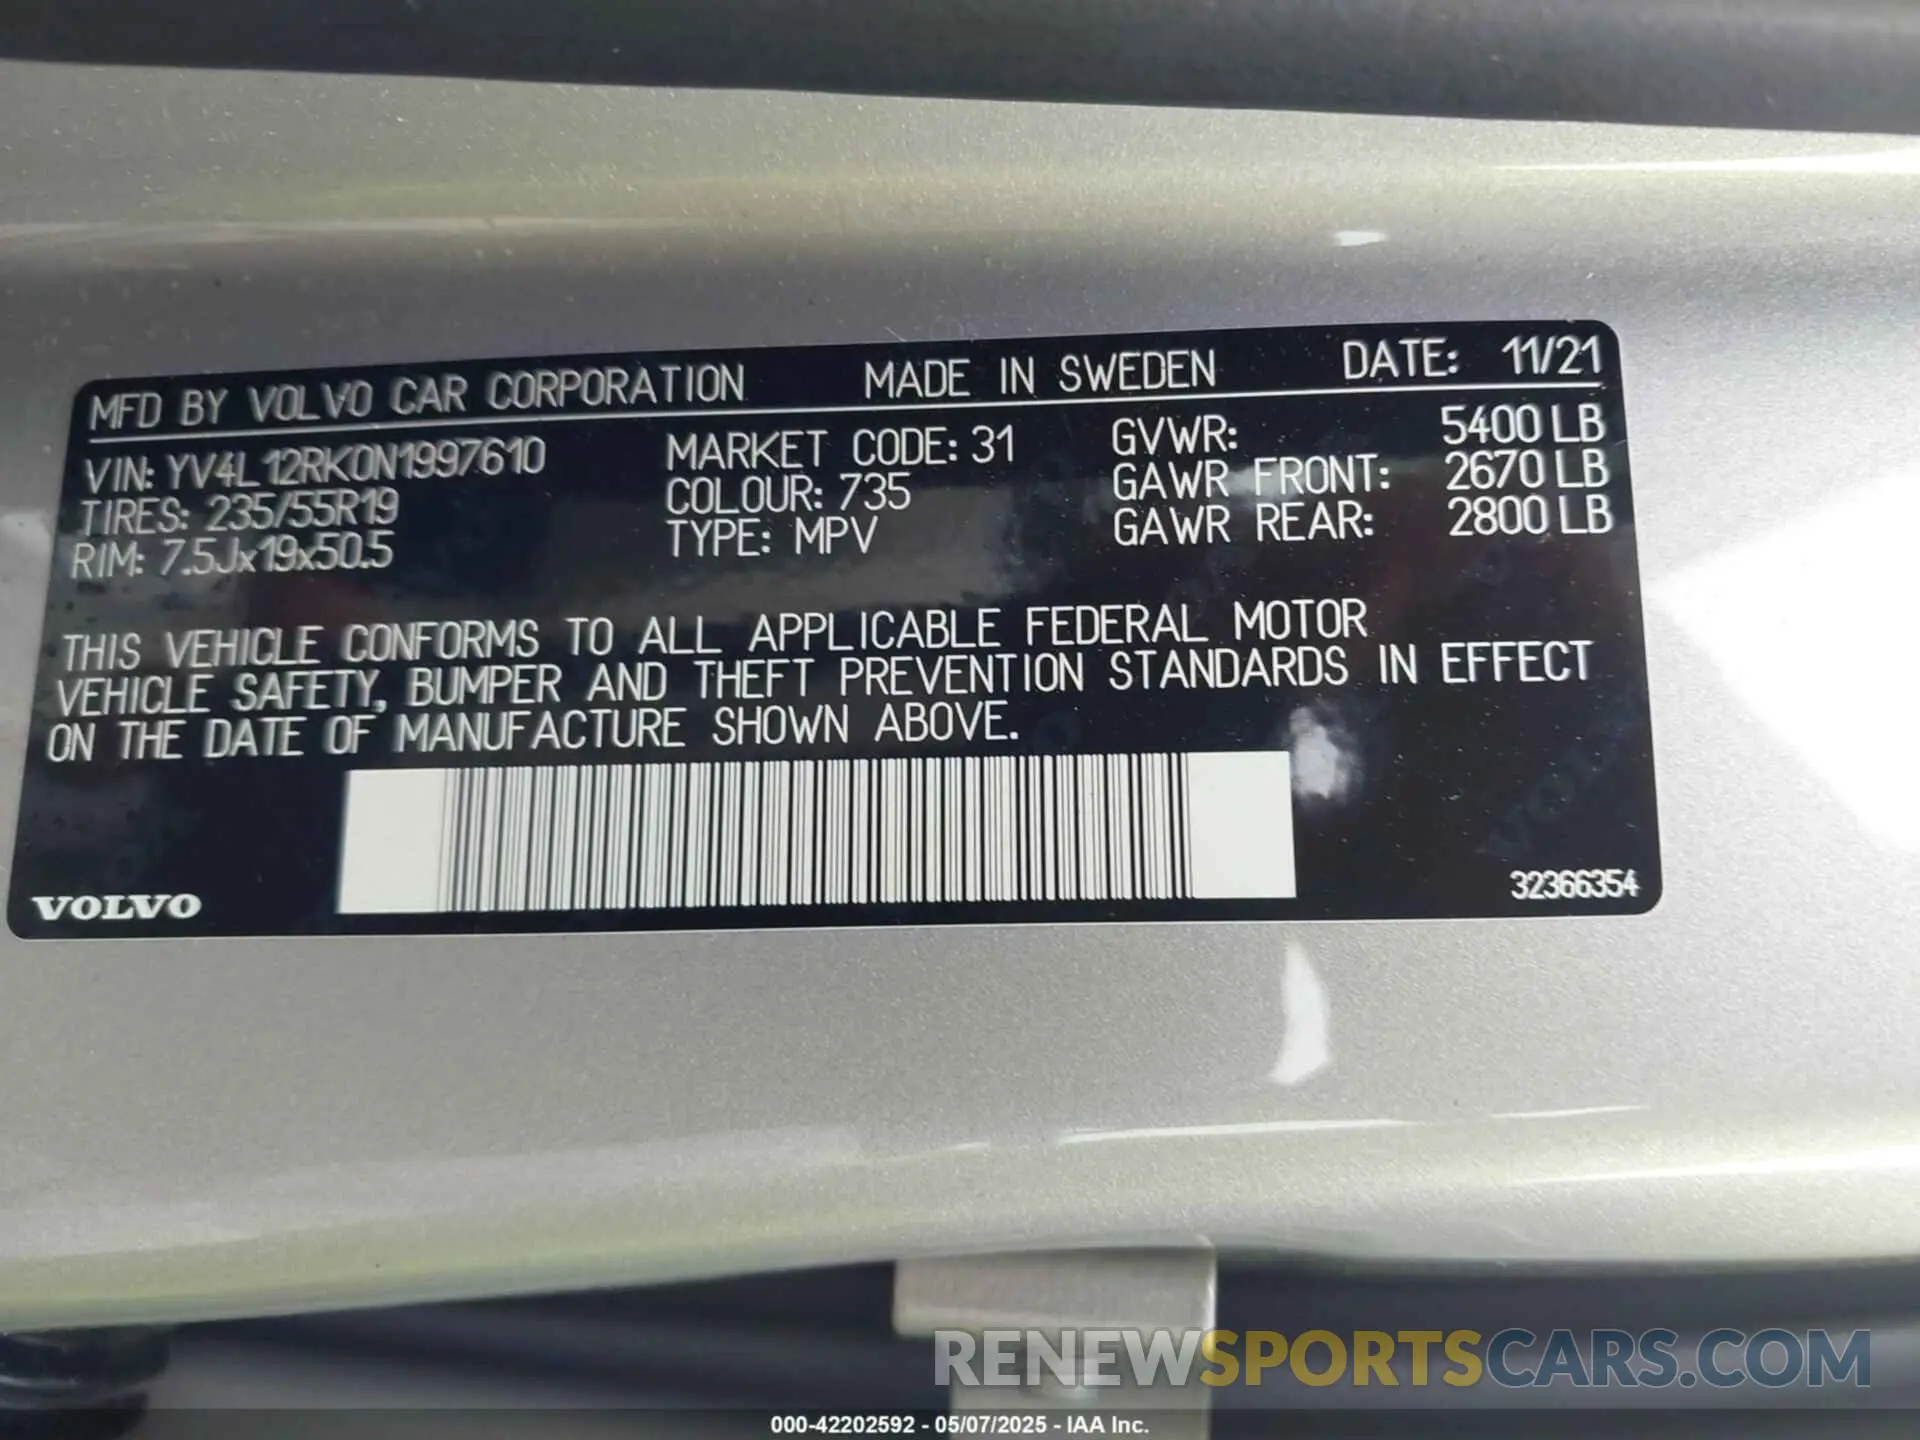 MFD BY VOLVO CAR CORPORATION MADE IN SWEDEN DATE: 11/21
VIN: YV4L12RK0N1997610 MARKET CODE: 31 GVWR: 5400 LB
TIRES: 235/55R19 COLOUR: 735 GAWR FRONT: 2670 LB
RIM: 7.5Jx19x50.5 TYPE: MPV GAWR REAR: 2800 LB
THIS VEHICLE CONFORMS TO ALL APPLICABLE FEDERAL MOTOR
VEHICLE SAFETY, BUMPER AND THEFT PREVENTION STANDARDS IN EFFECT
ON THE DATE OF MANUFACTURE SHOWN ABOVE.
VOLVO 32366354
RENEWSPORTSCARS.COM
000-42202592 - 05/07/2025 - IAA Inc.